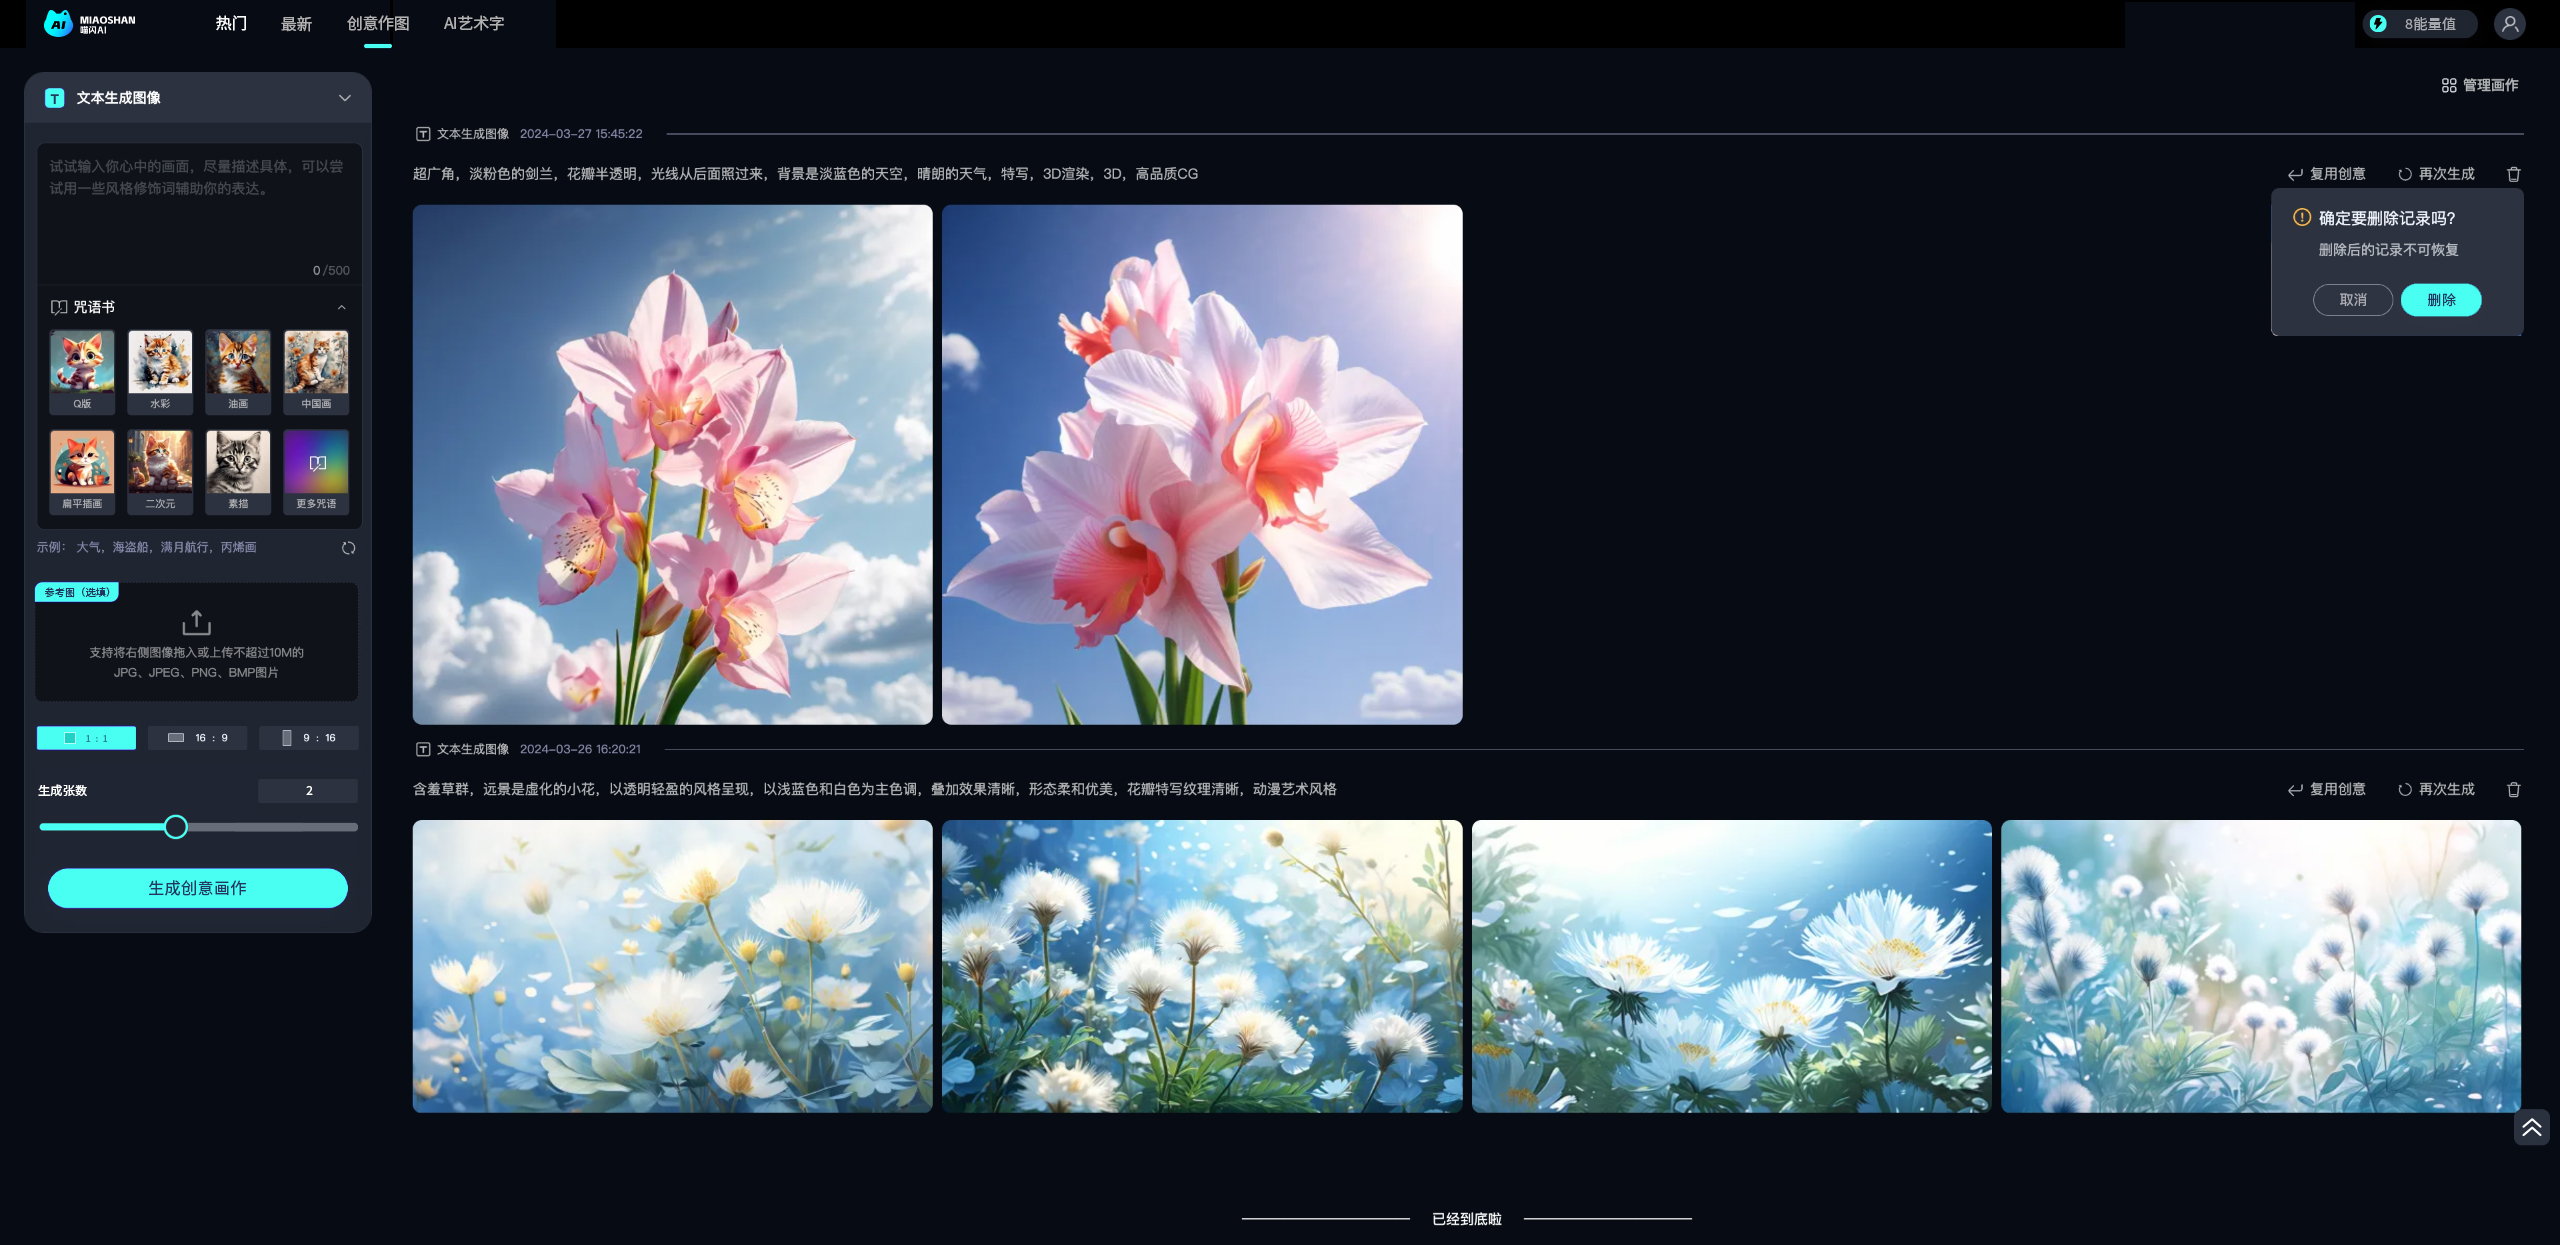 AI MIAOSHAN
喵闪AI
热门
最新
创意作图
AI艺术字
8能量值
T 文本生成图像
试试输入你心中的画面，尽量描述具体，可以尝
试用一些风格修饰词辅助你的表达。
0/500
咒语书
Q版
水彩
油画
中国画
扁平插画
二次元
素描
更多咒语
示例： 大气，海盗船，满月航行，丙烯画
参考图（选填）
支持将右侧图像拖入或上传不超过10M的
JPG、JPEG、PNG、BMP图片
1 : 1
16 : 9
9 : 16
生成张数
2
生成创意画作
管理画作
T 文本生成图像 2024-03-27 15:45:22
超广角，淡粉色的剑兰，花瓣半透明，光线从后面照过来，背景是淡蓝色的天空，晴朗的天气，特写，3D渲染，3D，高品质CG
复用创意
再次生成
确定要删除记录吗?
删除后的记录不可恢复
取消
删除
T 文本生成图像 2024-03-26 16:20:21
含羞草群，远景是虚化的小花，以透明轻盈的风格呈现，以浅蓝色和白色为主色调，叠加效果清晰，形态柔和优美，花瓣特写纹理清晰，动漫艺术风格
复用创意
再次生成
已经到底啦